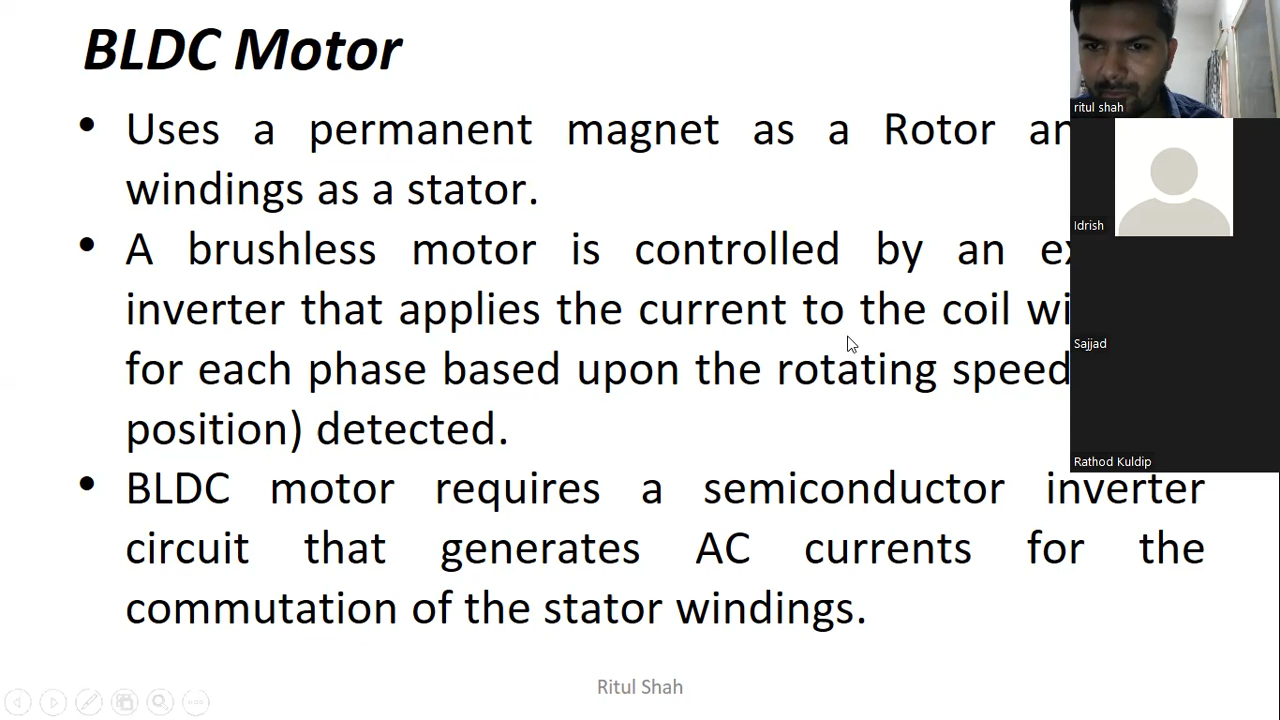 BLDC Motor
• Uses a permanent magnet as a Rotor
windings as a stator.
• A brushless motor is controlled by an
inverter that applies the current to the coil
for each phase based upon the rotating speed
position) detected.
• BLDC motor requires a semiconductor inverter
circuit that generates AC currents for the
commutation of the stator windings.
Ritul Shah
ritul shah
Idrish
Sajjad
Rathod Kuldip